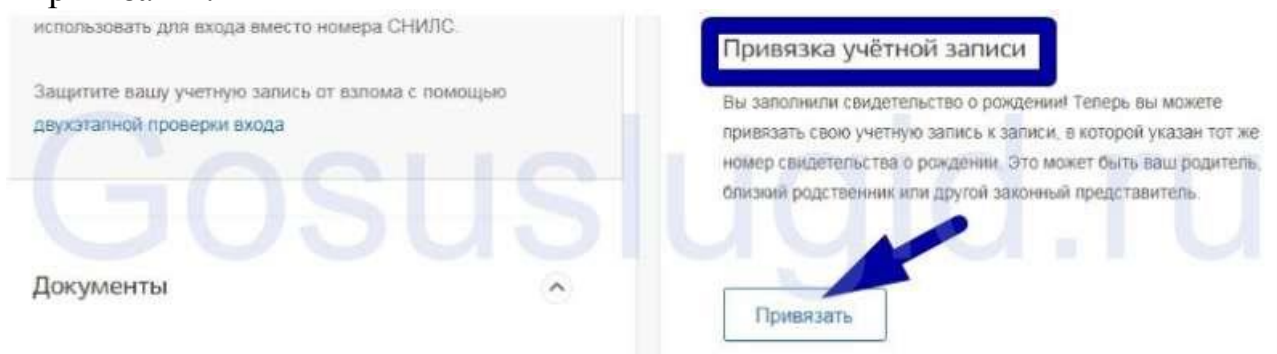 использовать для входа вместо номера СНИЛС.
Защитите вашу учетную запись от взлома с помощью
двухэтапной проверки входа
Документы
Привязка учётной записи
Вы заполнили свидетельство о рождении! Теперь вы можете
привязать свою учетную запись к записи, в которой указан тот же
номер свидетельства о рождении. Это может быть ваш родитель,
близкий родственник или другой законный представитель.
Привязать
Gosuslugid.ru